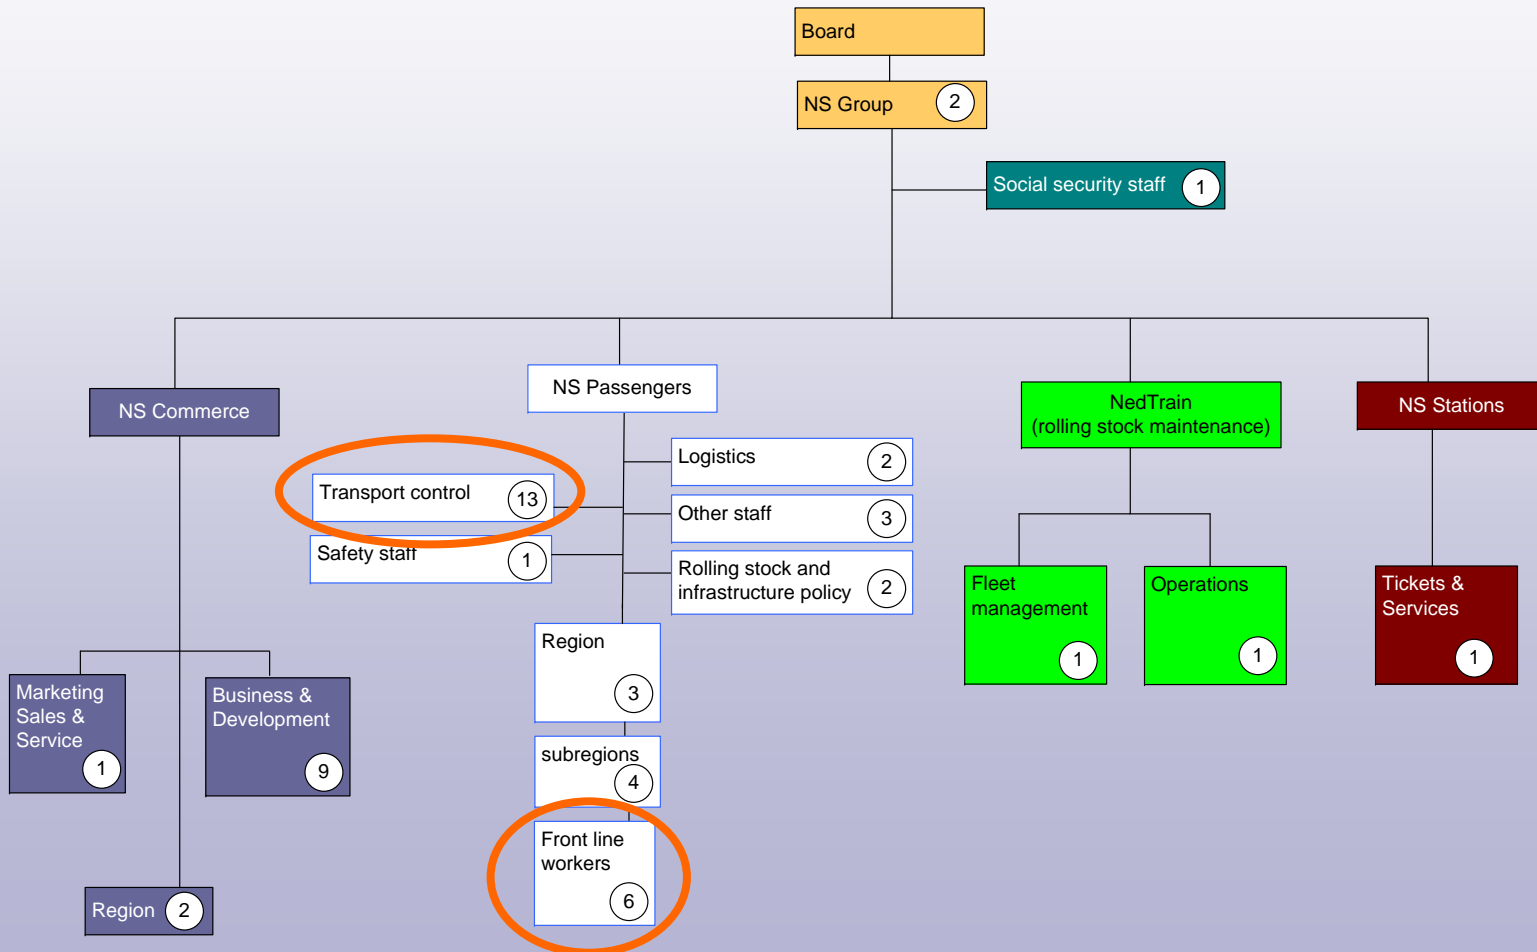 Board
NS Group
2
Social security staff
1
NS Commerce
NS Passengers
NedTrain
(rolling stock maintenance)
NS Stations
Transport control
13
Safety staff
1
Logistics
2
Other staff
3
Rolling stock and
infrastructure policy
2
Region
3
subregions
4
Front line
workers
6
Marketing
Sales &
Service
1
Business &
Development
9
Region
2
Fleet
management
1
Operations
1
Tickets &
Services
1